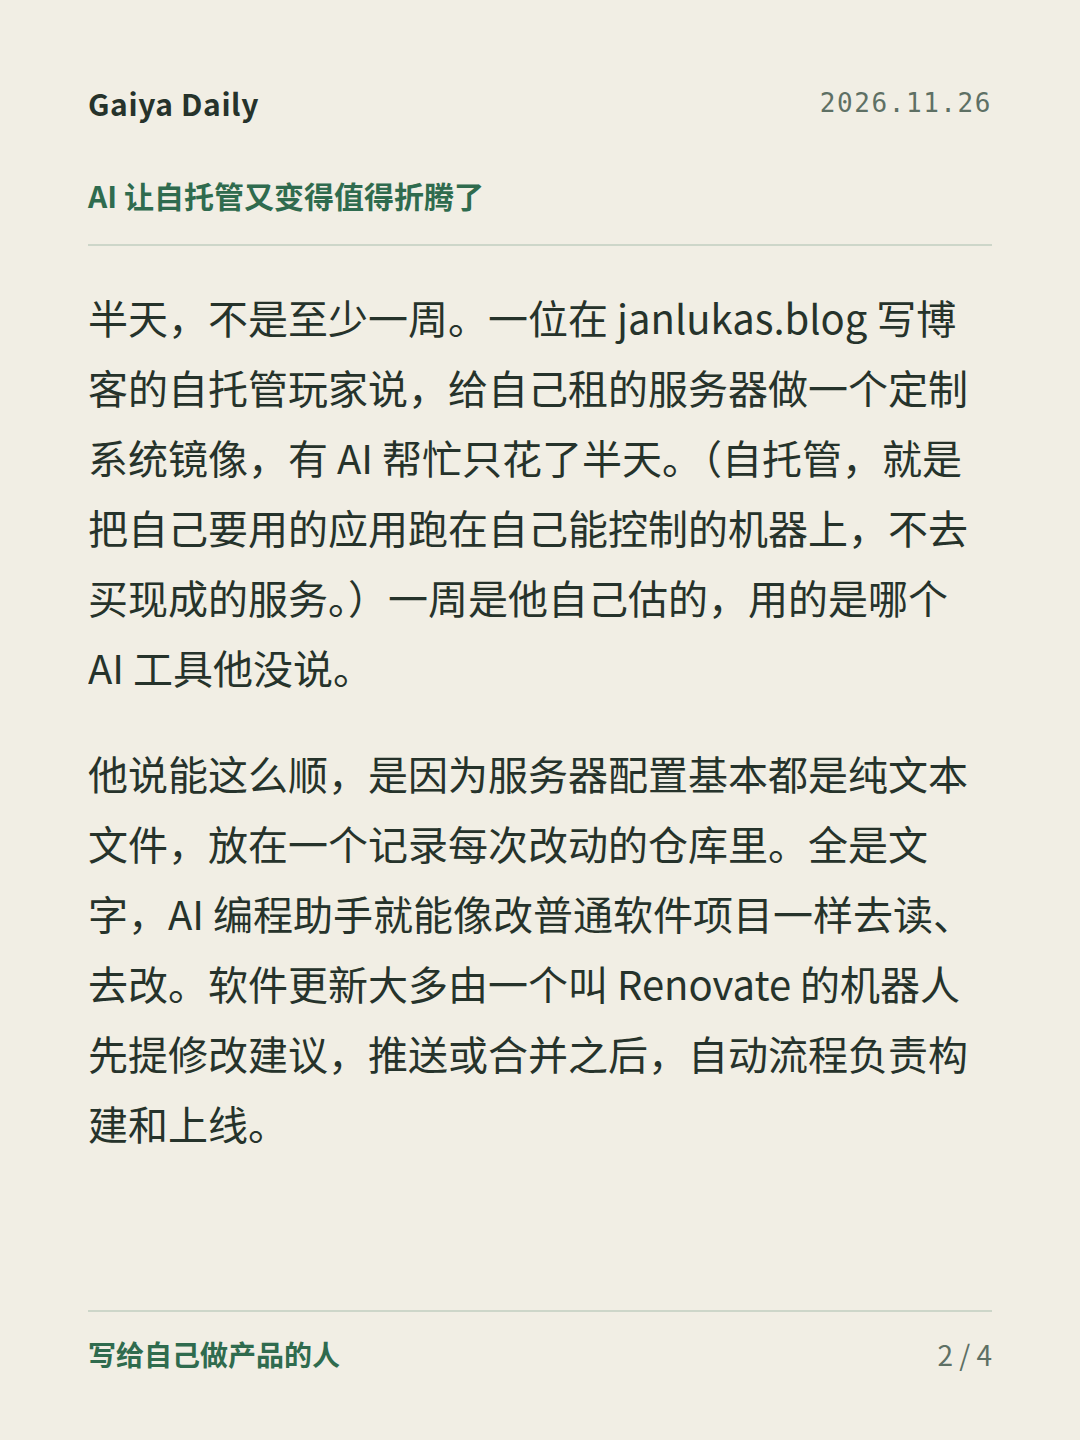 Gaiya Daily
2026.11.26
AI 让自托管又变得值得折腾了
半天，不是至少一周。一位在 janlukas.blog 写博
客的自托管玩家说，给自己租的服务器做一个定制
系统镜像，有 AI 帮忙只花了半天。（自托管，就是
把自己要用的应用跑在自己能控制的机器上，不去
买现成的服务。）一周是他自己估的，用的是哪个
AI 工具他没说。
他说能这么顺，是因为服务器配置基本都是纯文本
文件，放在一个记录每次改动的仓库里。全是文
字，AI 编程助手就能像改普通软件项目一样去读、
去改。软件更新大多由一个叫 Renovate 的机器人
先提修改建议，推送或合并之后，自动流程负责构
建和上线。
写给自己做产品的人
2 / 4